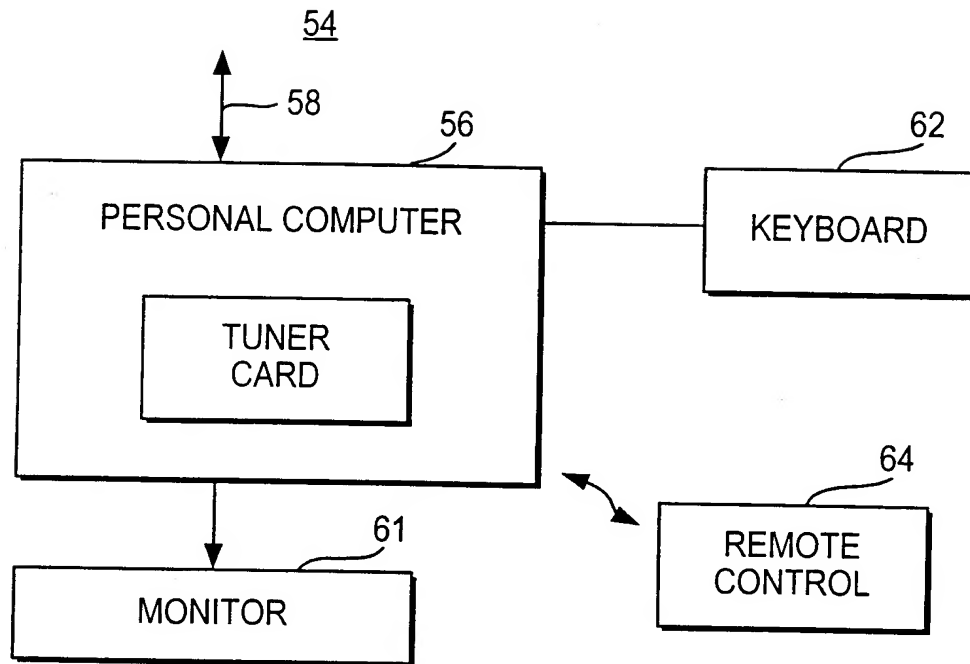 54
58
56
62
PERSONAL COMPUTER
KEYBOARD
TUNER
CARD
64
61
REMOTE
CONTROL
MONITOR